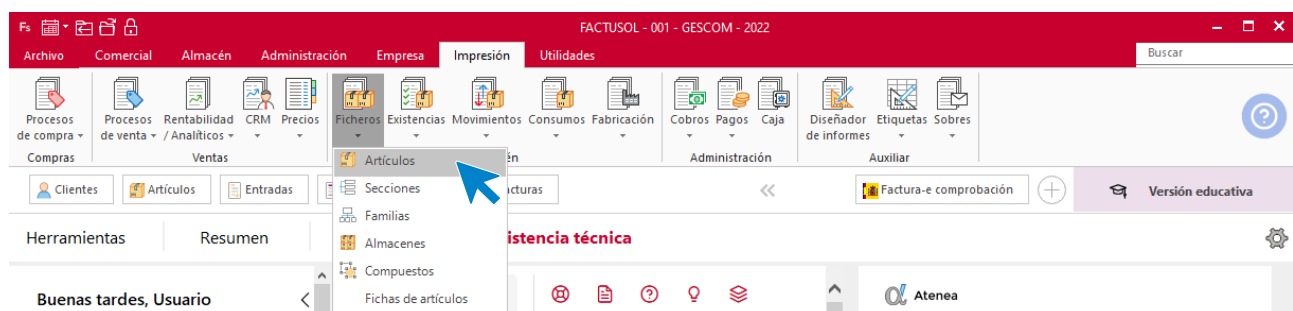 Fs
FACTUSOL - 001 - GESCOM - 2022
Archivo Comercial Almacén Administración Empresa Impresión Utilidades Buscar
Procesos de compra
Procesos de venta
Rentabilidad / Analíticos
CRM
Precios
Ficheros
Existencias
Movimientos
Consumos
Fabricación
Cobros
Pagos
Caja
Diseñador de informes
Etiquetas
Sobres
Compras Ventas Administración Auxiliar
Clientes Artículos Entradas Factura-e comprobación Versión educativa
Artículos
Secciones
Familias
Almacenes
Compuestos
Fichas de artículos
Herramientas Resumen istencia técnica
Buenas tardes, Usuario
Atenea